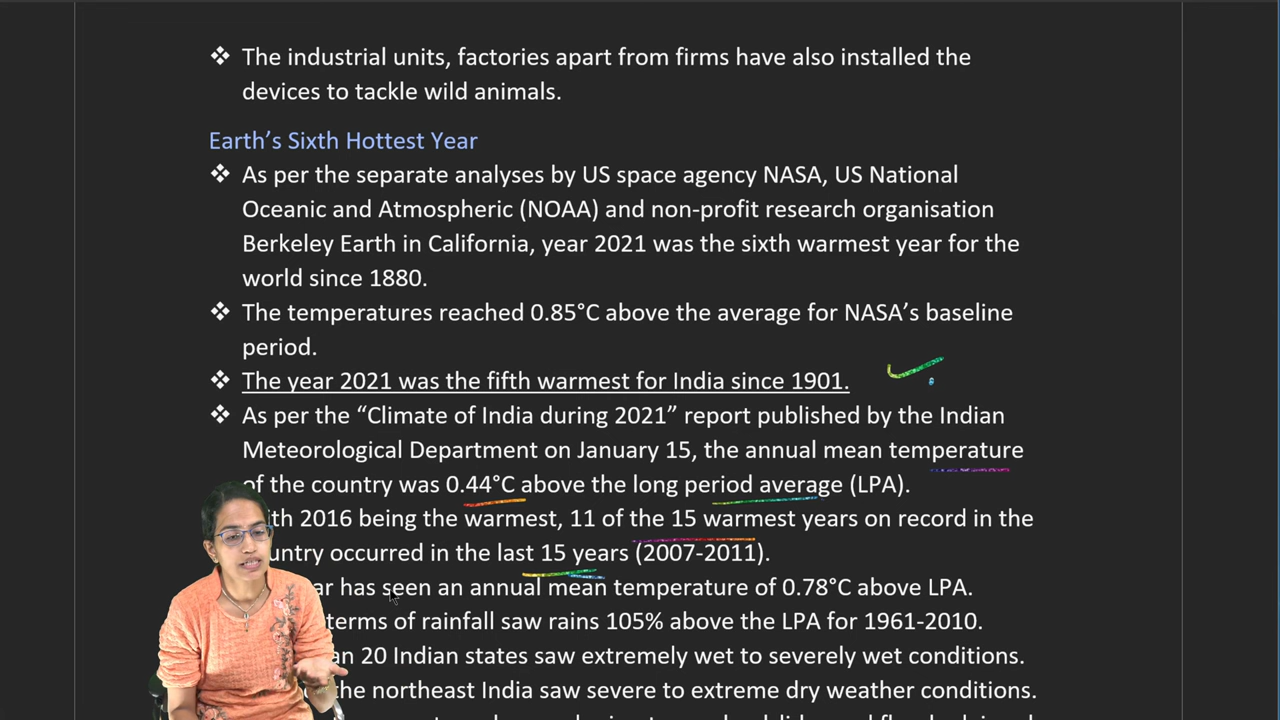 ❖ The industrial units, factories apart from firms have also installed the
devices to tackle wild animals.
Earth’s Sixth Hottest Year
❖ As per the separate analyses by US space agency NASA, US National
Oceanic and Atmospheric (NOAA) and non-profit research organisation
Berkeley Earth in California, year 2021 was the sixth warmest year for the
world since 1880.
❖ The temperatures reached 0.85°C above the average for NASA’s baseline
period.
❖ The year 2021 was the fifth warmest for India since 1901.
❖ As per the “Climate of India during 2021” report published by the Indian
Meteorological Department on January 15, the annual mean temperature
of the country was 0.44°C above the long period average (LPA).
2016 being the warmest, 11 of the 15 warmest years on record in the
occurred in the last 15 years (2007-2011).
has seen an annual mean temperature of 0.78°C above LPA.
terms of rainfall saw rains 105% above the LPA for 1961-2010.
20 Indian states saw extremely wet to severely wet conditions.
the northeast India saw severe to extreme dry weather conditions.